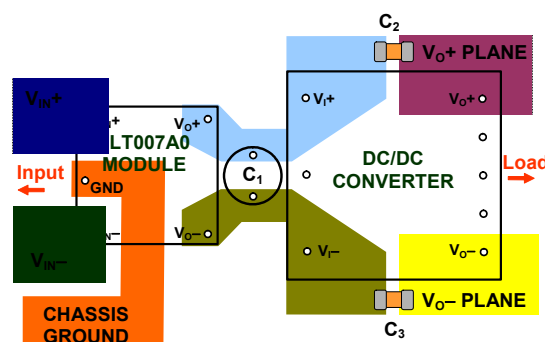 C2
VO+ PLANE
VIN+
VO+
VI+
VO+
LT007A0
MODULE
Input
GND
C1
DC/DC
CONVERTER
Load
VIN–
VO–
VI–
VO–
CHASSIS
GROUND
VO– PLANE
C3